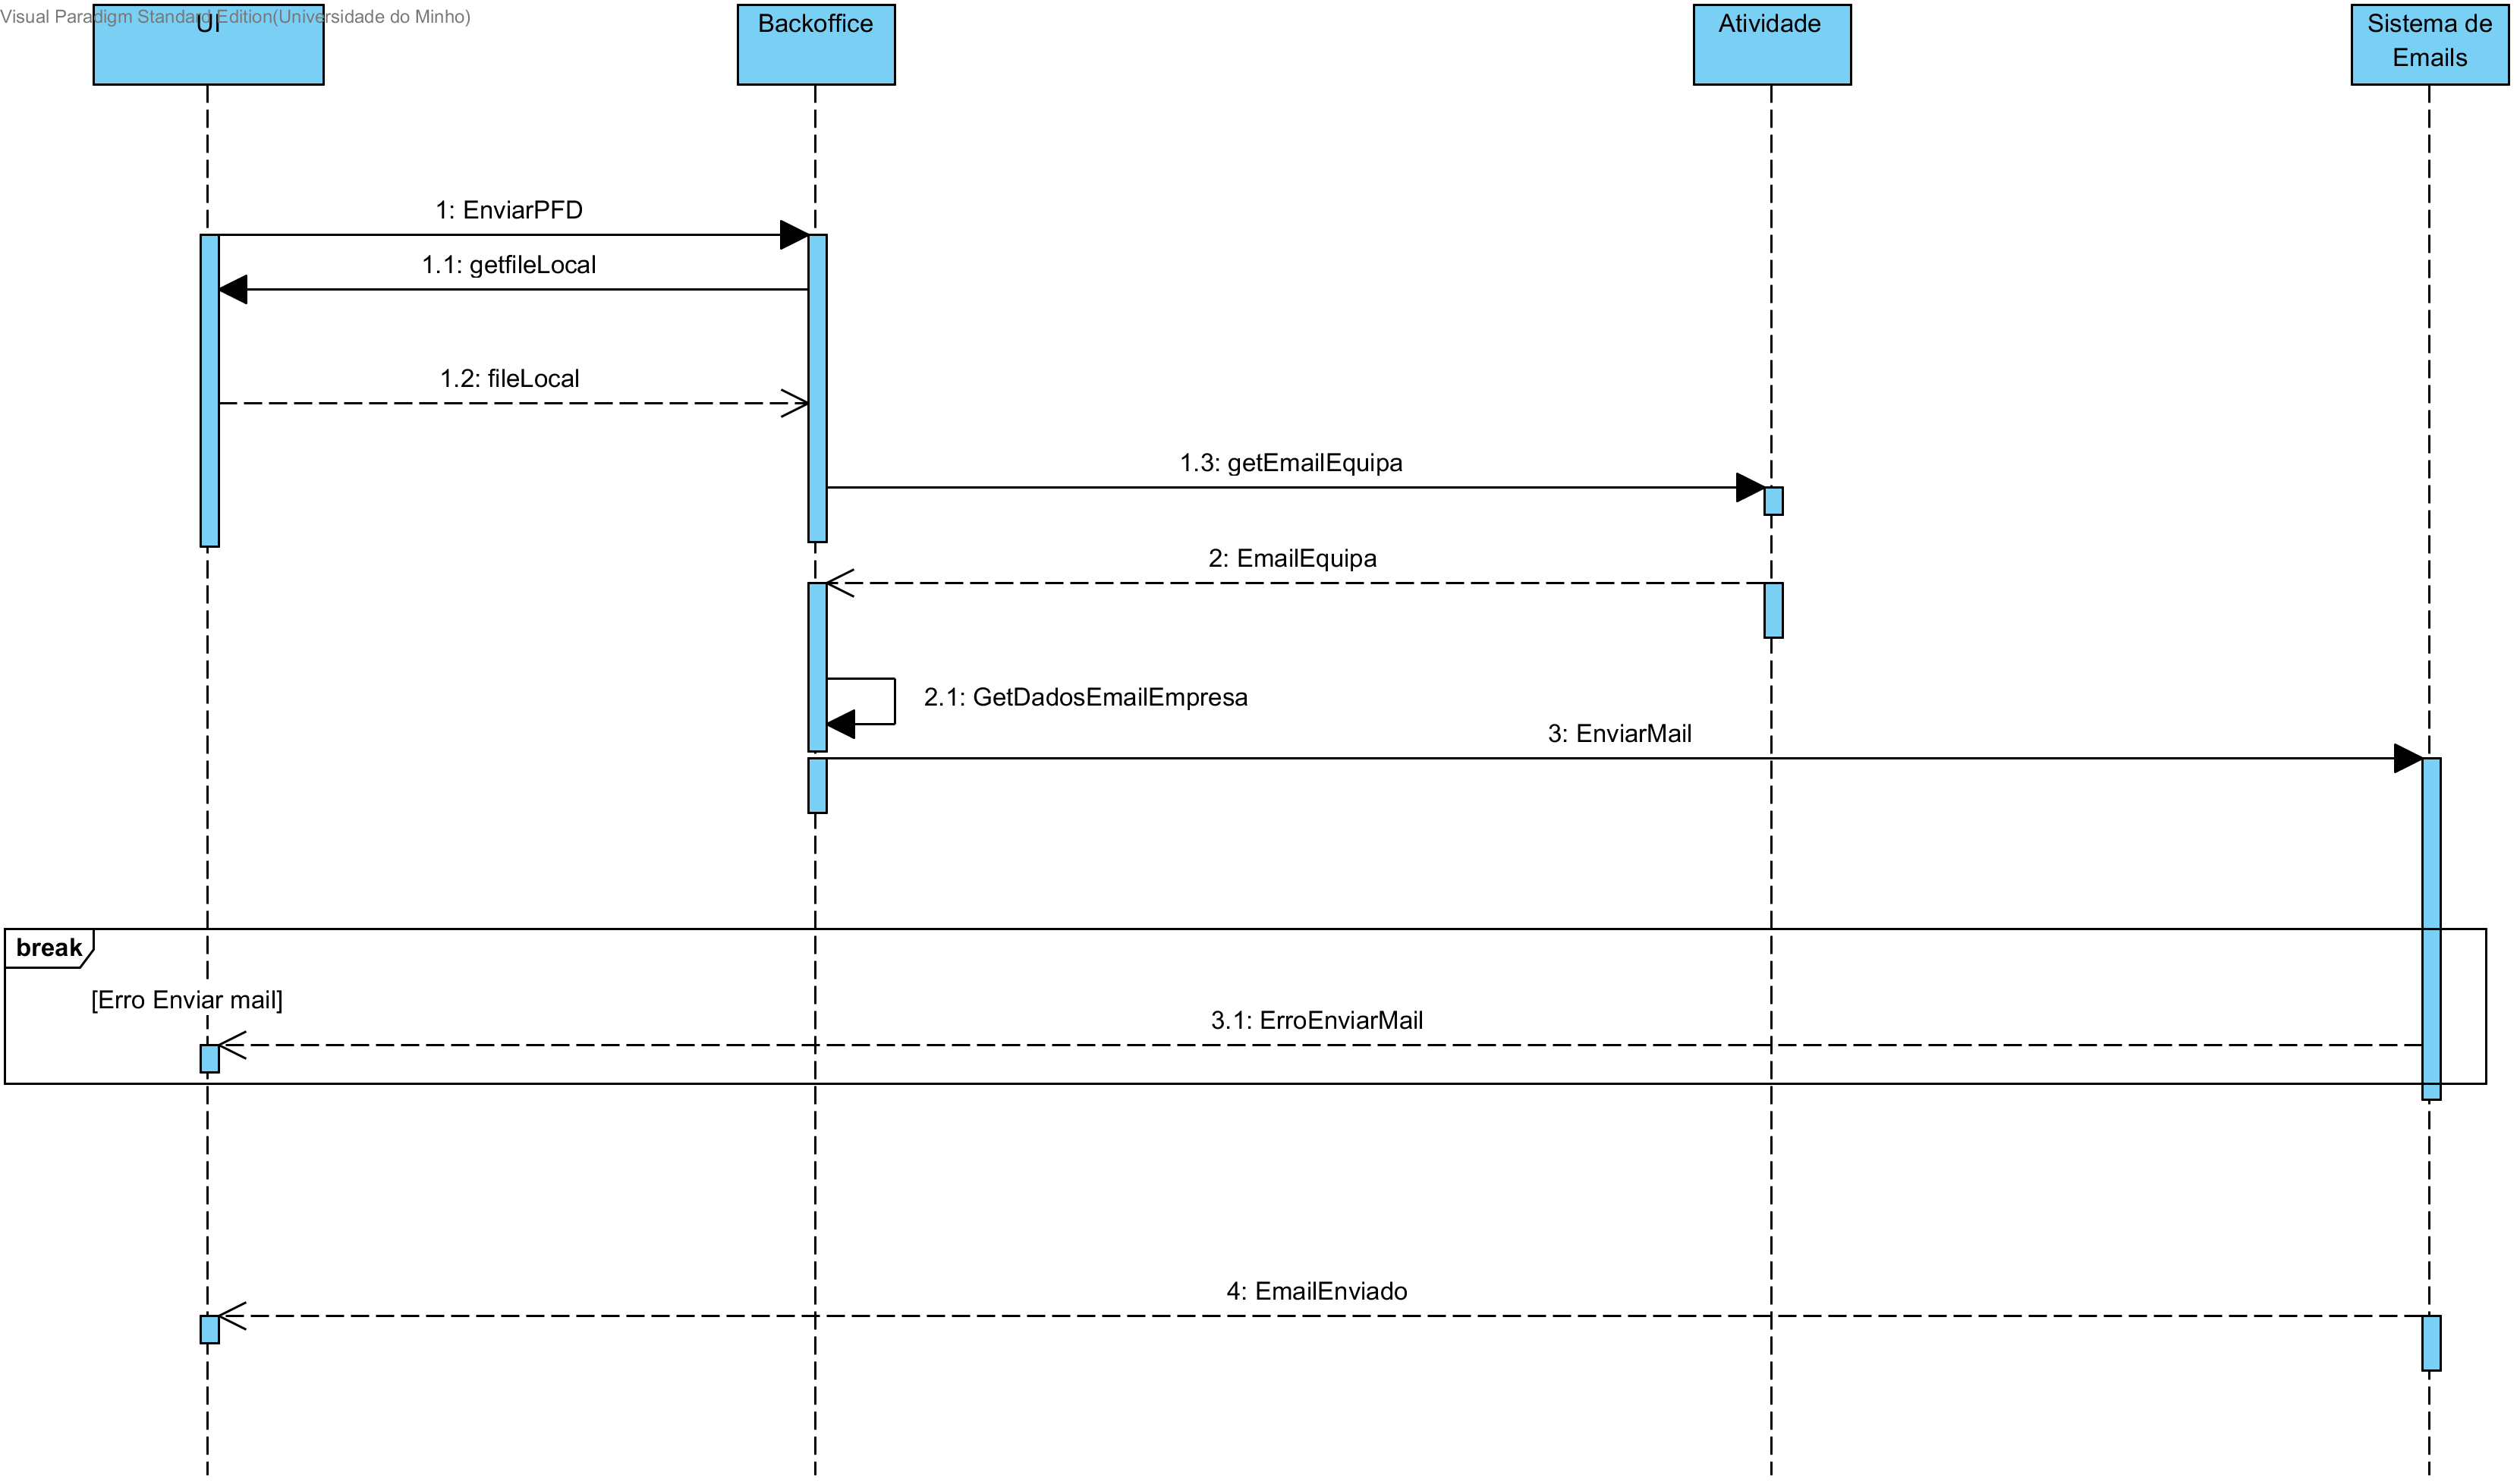 Visual Paradigm Standard Edition(Universidade do Minho)
UI
Backoffice
Atividade
Sistema de
Emails
1: EnviarPFD
1.1: getfileLocal
1.2: fileLocal
1.3: getEmailEquipa
2: EmailEquipa
2.1: GetDadosEmailEmpresa
3: EnviarMail
break
[Erro Enviar mail]
3.1: ErroEnviarMail
4: EmailEnviado